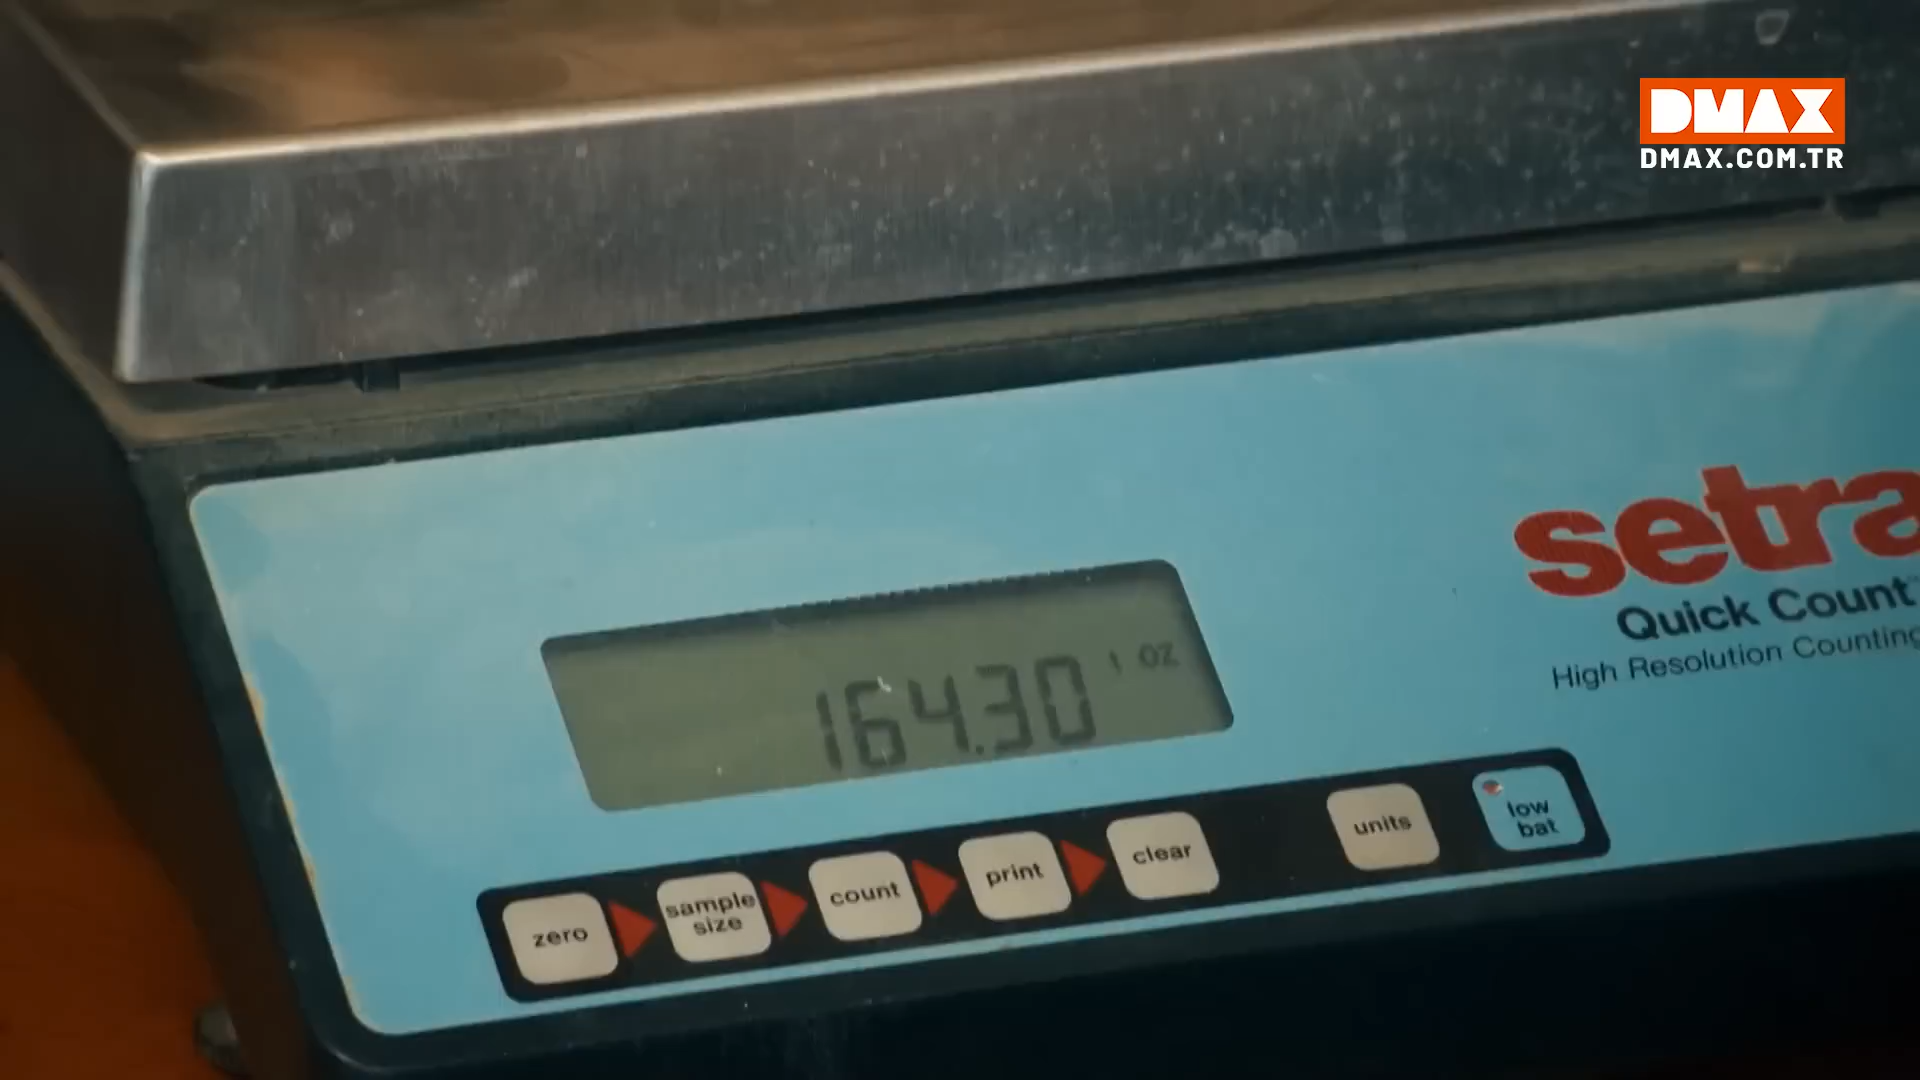 DMAX
DMAX.COM.TR
setra
Quick Count
High Resolution Counting
164.30 t oz
zero
sample
size
count
print
clear
units
low
bat